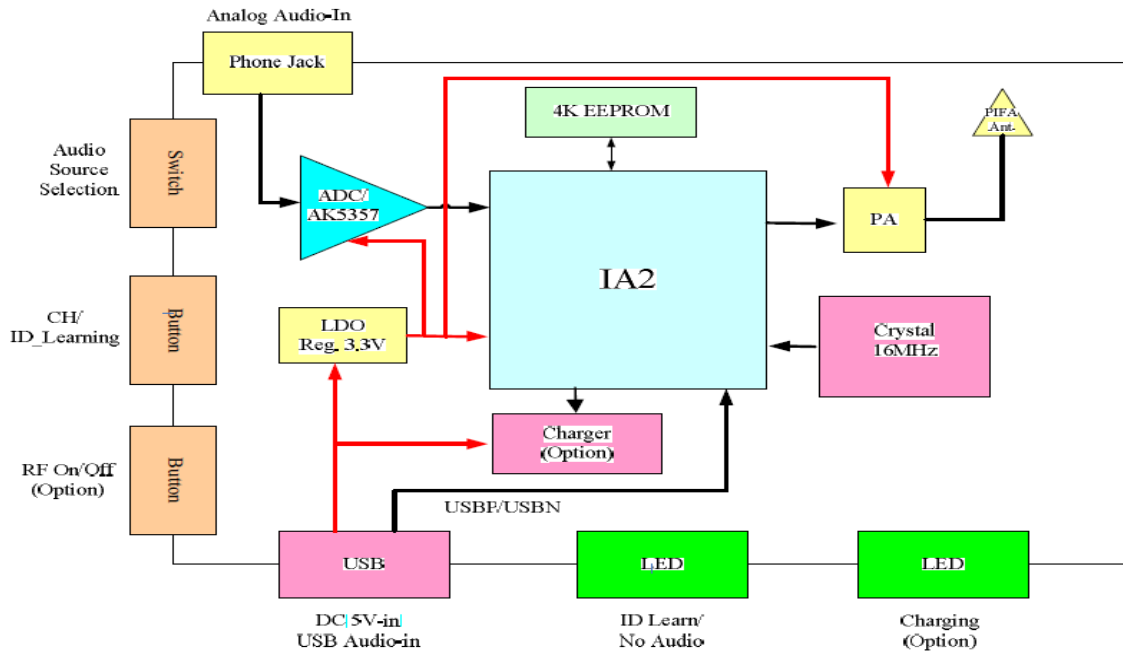 Analog Audio-In
Phone Jack
4K EEPROM
PIFA
Ant.
Audio
Source
Selection
Switch
ADC/
AK5357
PA
IA2
CH/
ID_Learning
Button
LDO
Reg. 3.3V
Crystal
16MHz
Charger
(Option)
RF On/Off
(Option)
Button
USBP/USBN
USB
LED
LED
DC 5V-in
USB Audio-in
ID Learn/
No Audio
Charging
(Option)